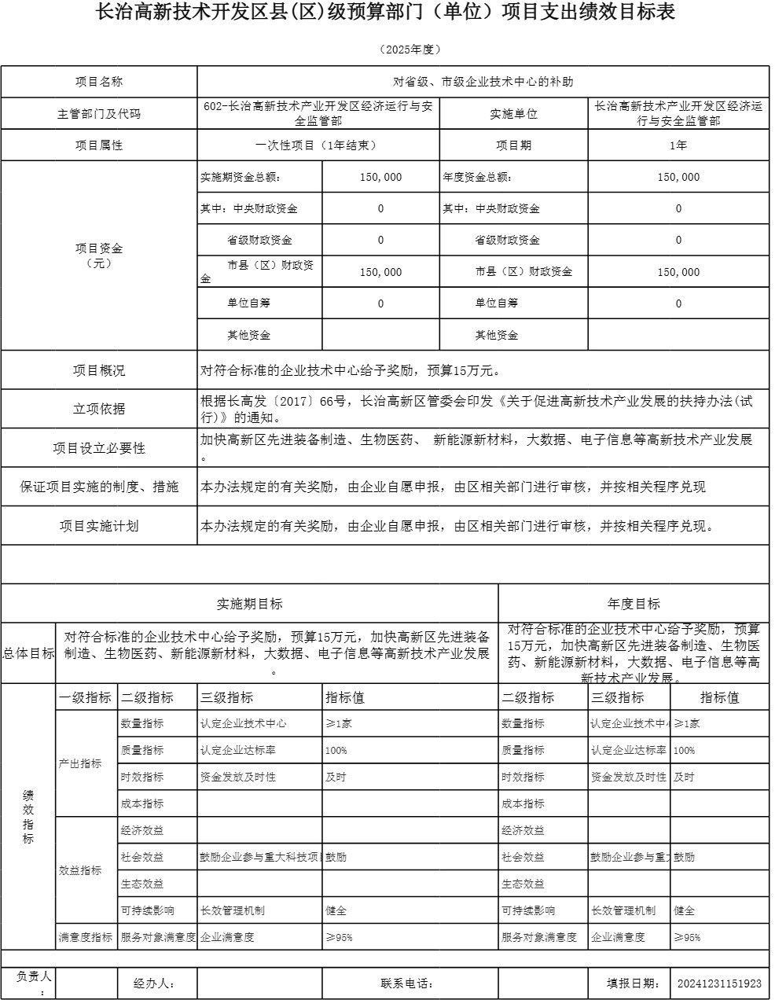 长治高新技术开发区县(区)级预算部门（单位）项目支出绩效目标表
（2025年度）
项目名称 对省级、市级企业技术中心的补助
主管部门及代码 602-长治高新技术产业开发区经济运行与安全监管部 实施单位 长治高新技术产业开发区经济运行与安全监管部
项目属性 一次性项目（1年结束） 项目期 1年
项目资金
（元）
实施期资金总额： 150,000 年度资金总额： 150,000
其中：中央财政资金 0 其中：中央财政资金 0
省级财政资金 0 省级财政资金 0
市县（区）财政资金 150,000 市县（区）财政资金 150,000
单位自筹 0 单位自筹 0
其他资金 其他资金
项目概况 对符合标准的企业技术中心给予奖励，预算15万元。
立项依据 根据长高发〔2017〕66号，长治高新区管委会印发《关于促进高新技术产业发展的扶持办法(试
行)》的通知。
项目设立必要性 加快高新区先进装备制造、生物医药、 新能源新材料，大数据、电子信息等高新技术产业发展
。
保证项目实施的制度、措施 本办法规定的有关奖励，由企业自愿申报，由区相关部门进行审核，并按相关程序兑现
项目实施计划 本办法规定的有关奖励，由企业自愿申报，由区相关部门进行审核，并按相关程序兑现。
实施期目标 年度目标
总体目标
对符合标准的企业技术中心给予奖励，预算15万元，加快高新区先进装备
制造、生物医药、新能源新材料，大数据、电子信息等高新技术产业发展
。
对符合标准的企业技术中心给予奖励，预算
15万元，加快高新区先进装备制造、生物医
药、新能源新材料，大数据、电子信息等高
新技术产业发展。
绩效指标
一级指标 二级指标 三级指标 指标值 二级指标 三级指标 指标值
产出指标
数量指标 认定企业技术中心 ≥1家 数量指标 认定企业技术中心 ≥1家
质量指标 认定企业达标率 100% 质量指标 认定企业达标率 100%
时效指标 资金发放及时性 及时 时效指标 资金发放及时性 及时
成本指标 成本指标
效益指标
经济效益 经济效益
社会效益 鼓励企业参与重大科技项 鼓励 社会效益 鼓励企业参与重 鼓励
生态效益 生态效益
可持续影响 长效管理机制 健全 可持续影响 长效管理机制 健全
满意度指标 服务对象满意度 企业满意度 ≥95% 服务对象满意度 企业满意度 ≥95%
负责人： 经办人： 联系电话： 填报日期： 20241231151923